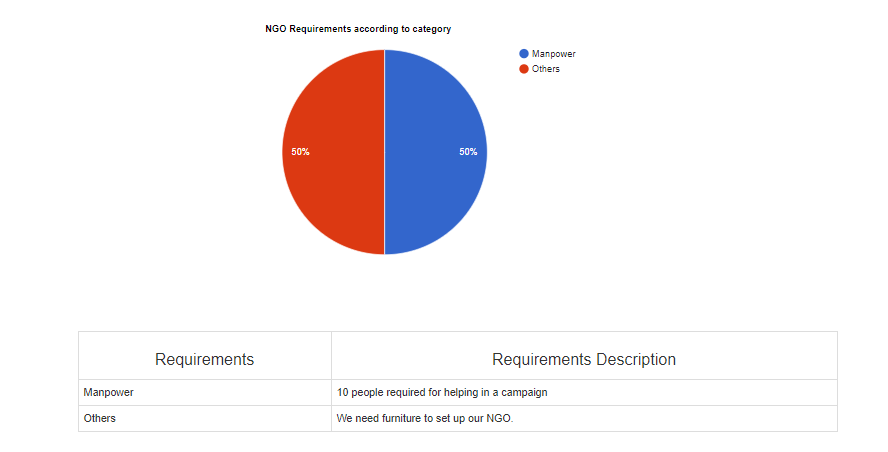 NGO Requirements according to category
Manpower
Others
50%
50%
Requirements
Requirements Description
Manpower
10 people required for helping in a campaign
Others
We need furniture to set up our NGO.